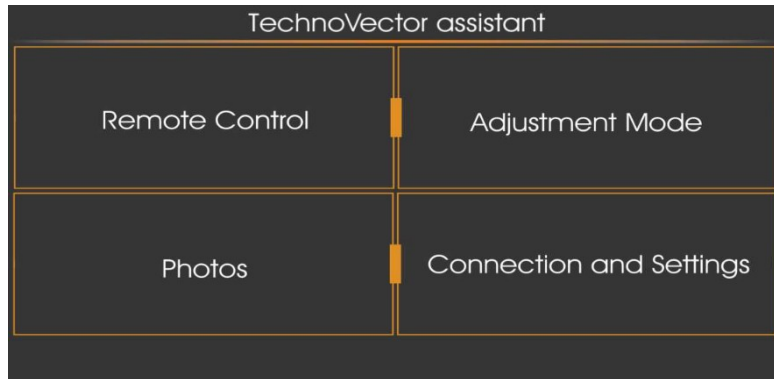 TechnoVector assistant
Remote Control
Adjustment Mode
Photos
Connection and Settings